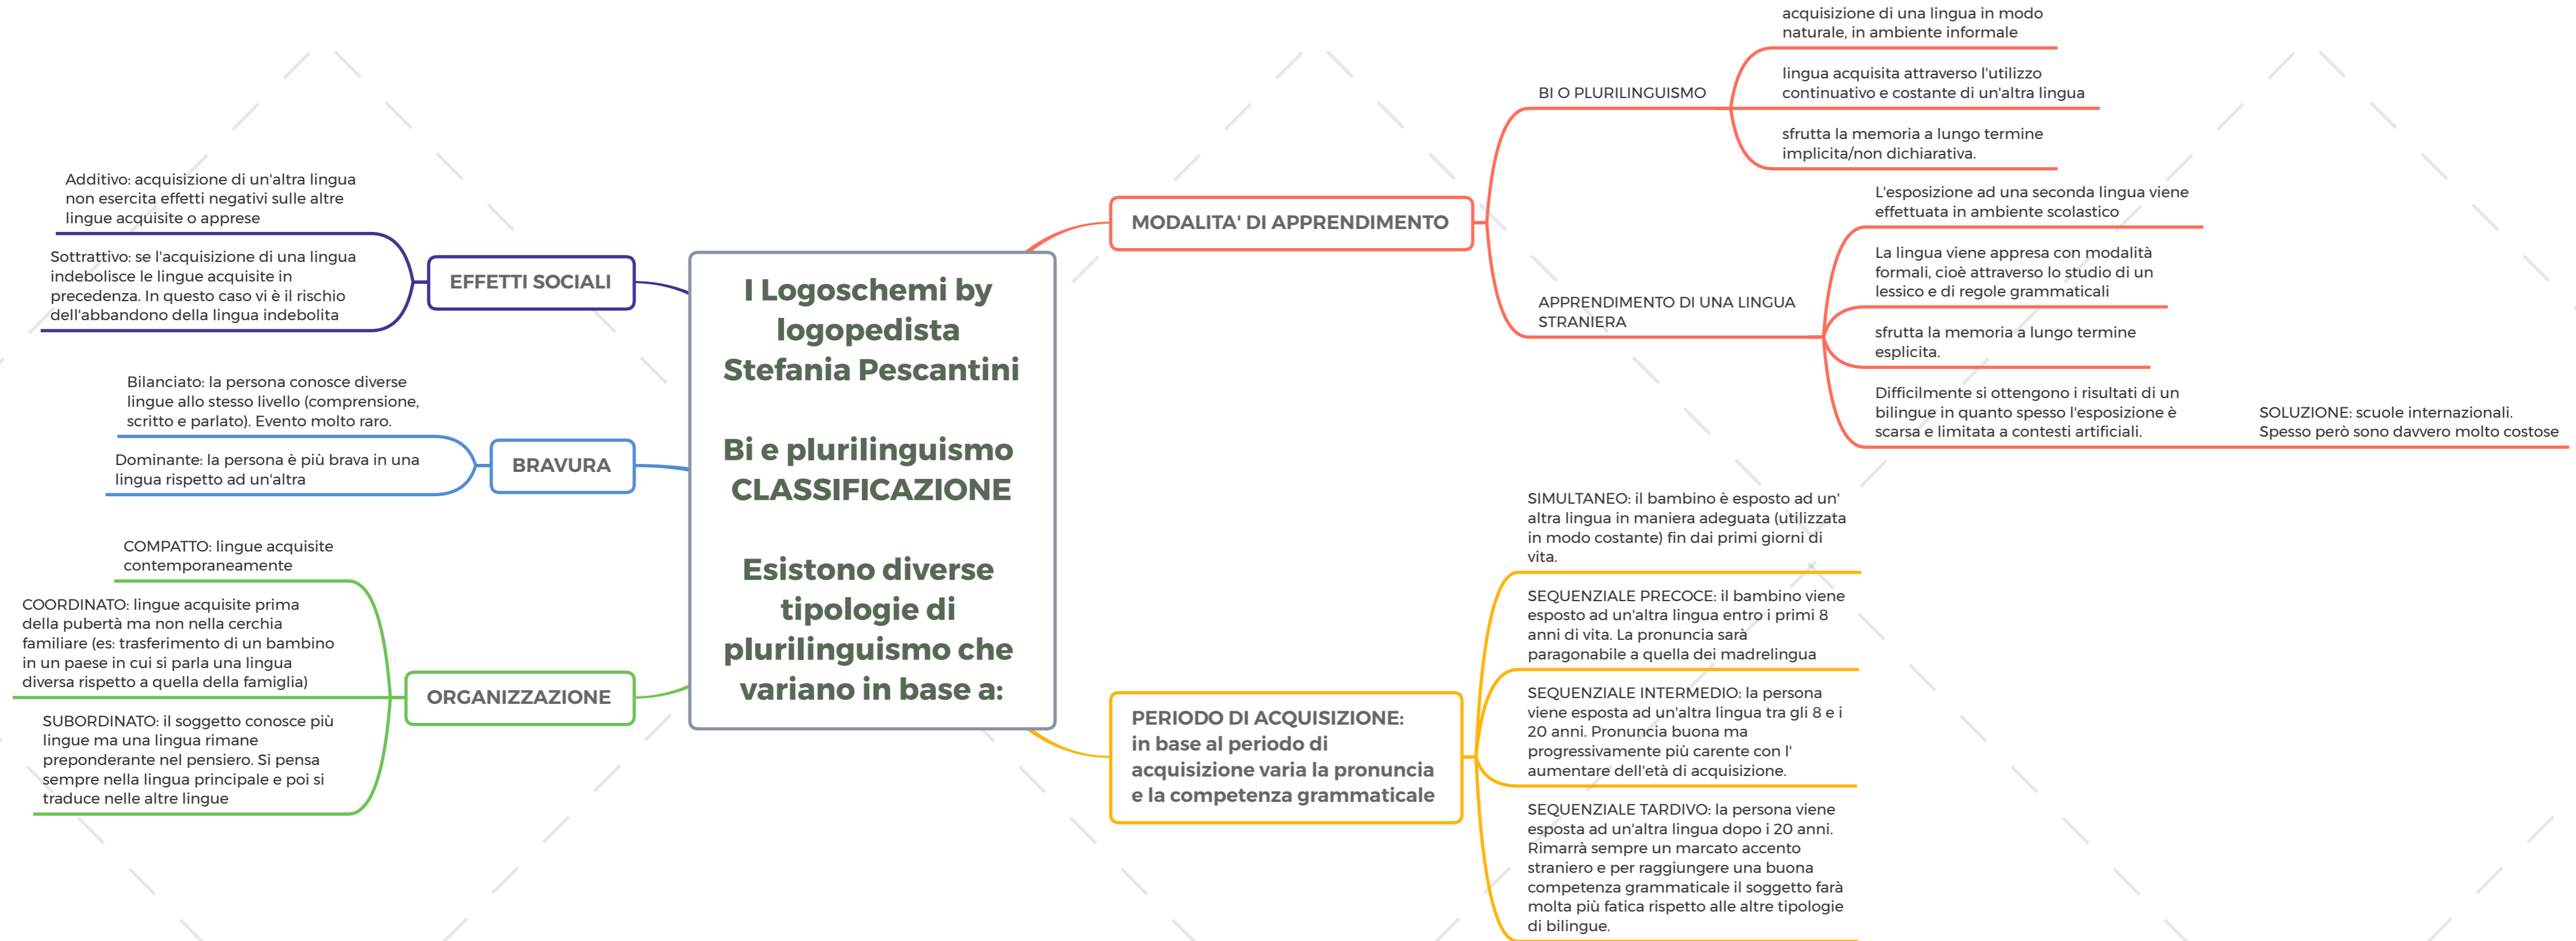 I Logoschemi by
logopedista
Stefania Pescantini
Bi e plurilinguismo
CLASSIFICAZIONE
Esistono diverse
tipologie di
plurilinguismo che
variano in base a:
MODALITA' DI APPRENDIMENTO
BI O PLURILINGUISMO
acquisizione di una lingua in modo
naturale, in ambiente informale
lingua acquisita attraverso l'utilizzo
continuativo e costante di un'altra lingua
sfrutta la memoria a lungo termine
implicita/non dichiarativa.
APPRENDIMENTO DI UNA LINGUA
STRANIERA
L'esposizione ad una seconda lingua viene
effettuata in ambiente scolastico
La lingua viene appresa con modalità
formali, cioè attraverso lo studio di un
lessico e di regole grammaticali
sfrutta la memoria a lungo termine
esplicita.
Difficilmente si ottengono i risultati di un
bilingue in quanto spesso l'esposizione è
scarsa e limitata a contesti artificiali.
SOLUZIONE: scuole internazionali.
Spesso però sono davvero molto costose
PERIODO DI ACQUISIZIONE:
in base al periodo di
acquisizione varia la pronuncia
e la competenza grammaticale
SIMULTANEO: il bambino è esposto ad un'
altra lingua in maniera adeguata (utilizzata
in modo costante) fin dai primi giorni di
vita.
SEQUENZIALE PRECOCE: il bambino viene
esposto ad un'altra lingua entro i primi 8
anni di vita. La pronuncia sarà
paragonabile a quella dei madrelingua
SEQUENZIALE INTERMEDIO: la persona
viene esposta ad un'altra lingua tra gli 8 e i
20 anni. Pronuncia buona ma
progressivamente più carente con l'
aumentare dell'età di acquisizione.
SEQUENZIALE TARDIVO: la persona viene
esposta ad un'altra lingua dopo i 20 anni.
Rimarrà sempre un marcato accento
straniero e per raggiungere una buona
competenza grammaticale il soggetto farà
molta più fatica rispetto alle altre tipologie
di bilingue.
EFFETTI SOCIALI
Additivo: acquisizione di un'altra lingua
non esercita effetti negativi sulle altre
lingue acquisite o apprese
Sottrattivo: se l'acquisizione di una lingua
indebolisce le lingue acquisite in
precedenza. In questo caso vi è il rischio
dell'abbandono della lingua indebolita
BRAVURA
Bilanciato: la persona conosce diverse
lingue allo stesso livello (comprensione,
scritto e parlato). Evento molto raro.
Dominante: la persona è più brava in una
lingua rispetto ad un'altra
ORGANIZZAZIONE
COMPATTO: lingue acquisite
contemporaneamente
COORDINATO: lingue acquisite prima
della pubertà ma non nella cerchia
familiare (es: trasferimento di un bambino
in un paese in cui si parla una lingua
diversa rispetto a quella della famiglia)
SUBORDINATO: il soggetto conosce più
lingue ma una lingua rimane
preponderante nel pensiero. Si pensa
sempre nella lingua principale e poi si
traduce nelle altre lingue